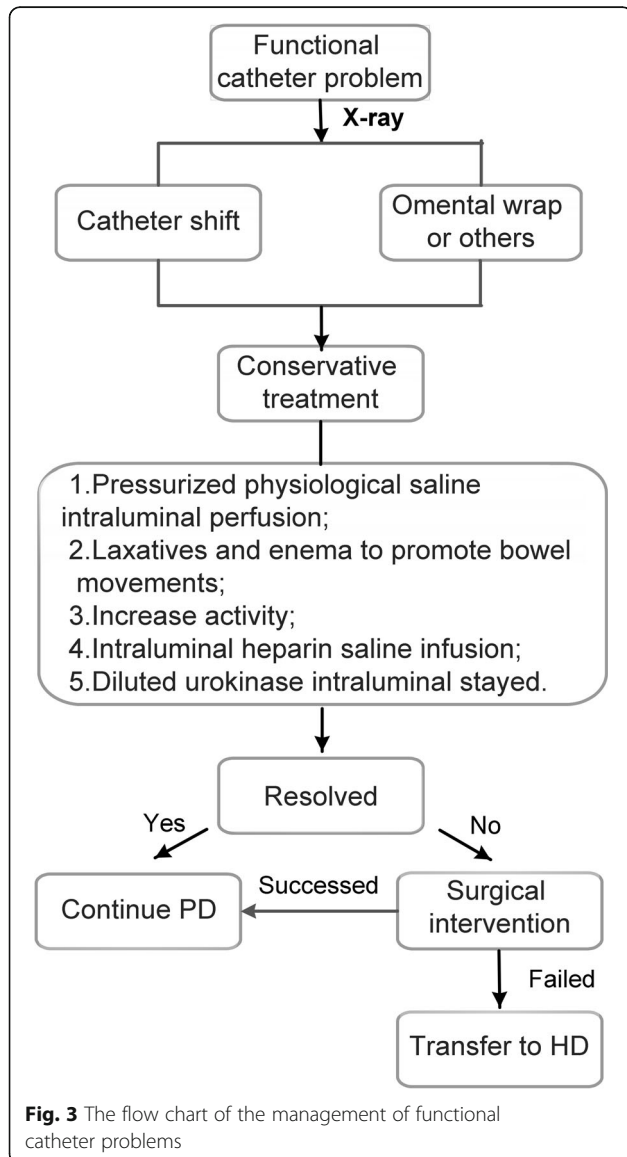 Functional
catheter problem
X-ray
Catheter shift
Omental wrap
or others
Conservative
treatment
1.Pressurized physiological saline
intraluminal perfusion;
2.Laxatives and enema to promote bowel
movements;
3.Increase activity;
4.Intraluminal heparin saline infusion;
5.Diluted urokinase intraluminal stayed.
Resolved
Yes
No
Continue PD
Successed
Surgical
intervention
Failed
Transfer to HD
Fig. 3 The flow chart of the management of functional
catheter problems